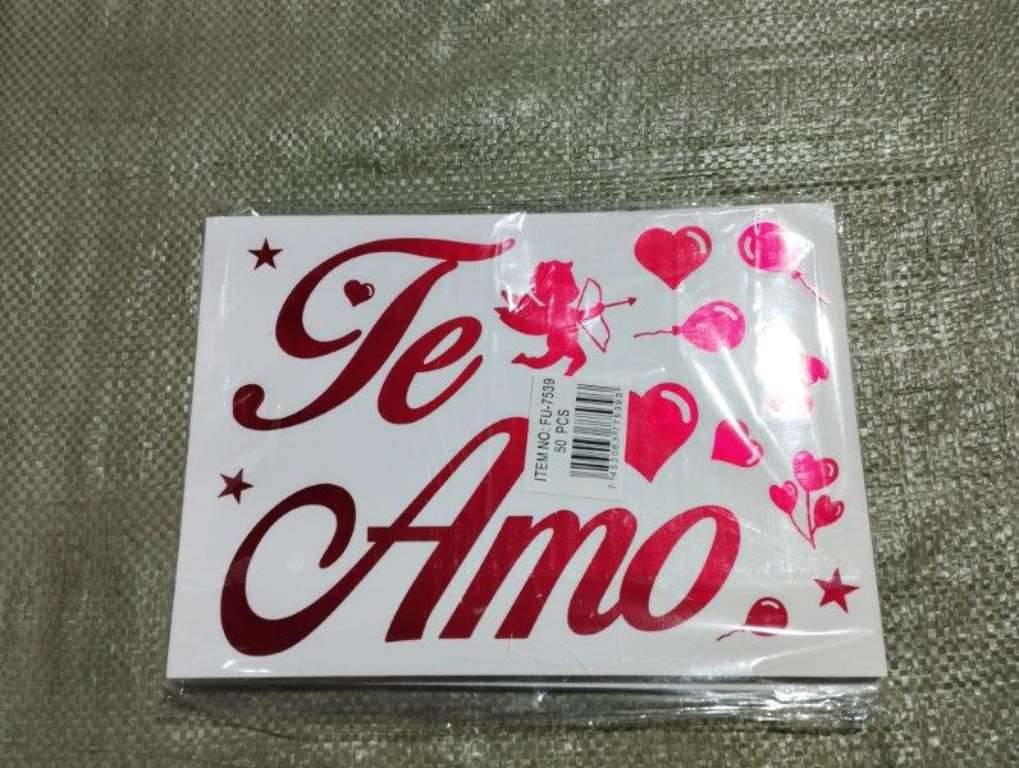 Te
Amo
ITEM NO: FU-7539
50 PCS